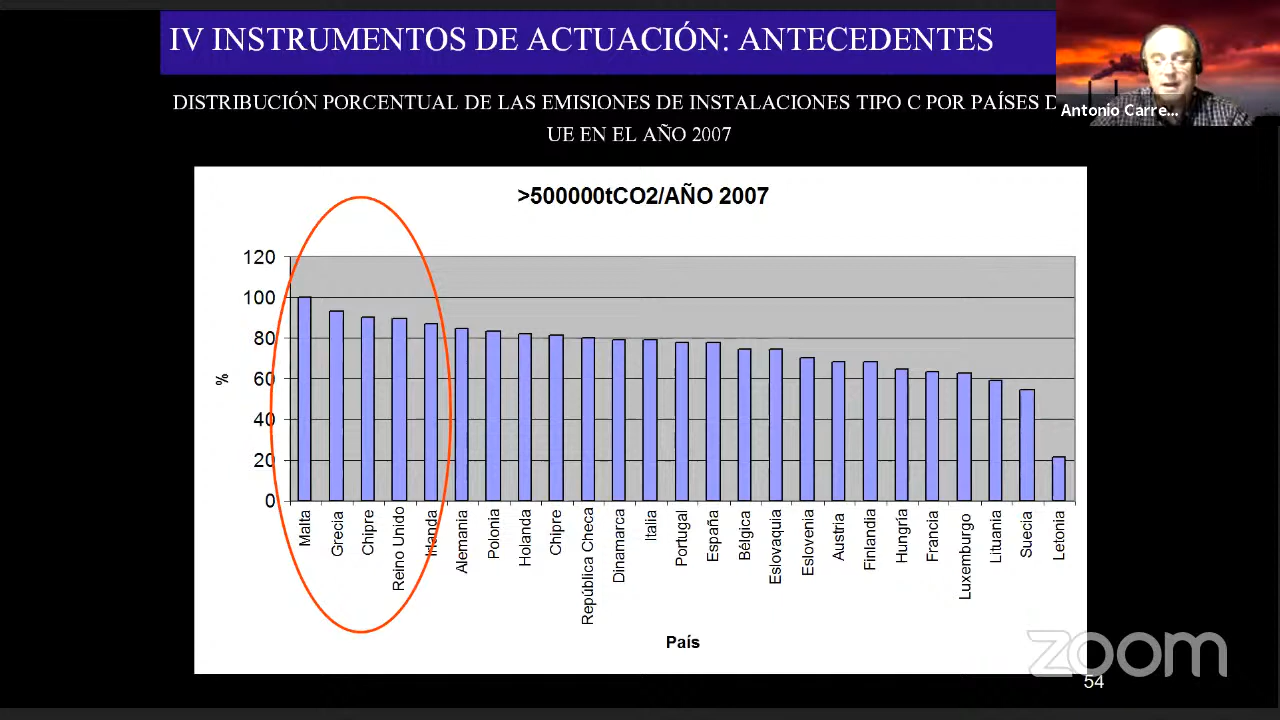 IV INSTRUMENTOS DE ACTUACIÓN: ANTECEDENTES
DISTRIBUCIÓN PORCENTUAL DE LAS EMISIONES DE INSTALACIONES TIPO C POR PAÍSES
UE EN EL AÑO 2007
Antonio Carre...
>500000tCO2/AÑO 2007
120
100
80
60
40
20
0
%
Malta
Grecia
Chipre
Reino Unido
Irlanda
Alemania
Polonia
Holanda
Chipre
República Checa
Dinamarca
Italia
Portugal
España
Bélgica
Eslovaquia
Eslovenia
Austria
Finlandia
Hungría
Francia
Luxemburgo
Lituania
Suecia
Letonia
País
zoom
54